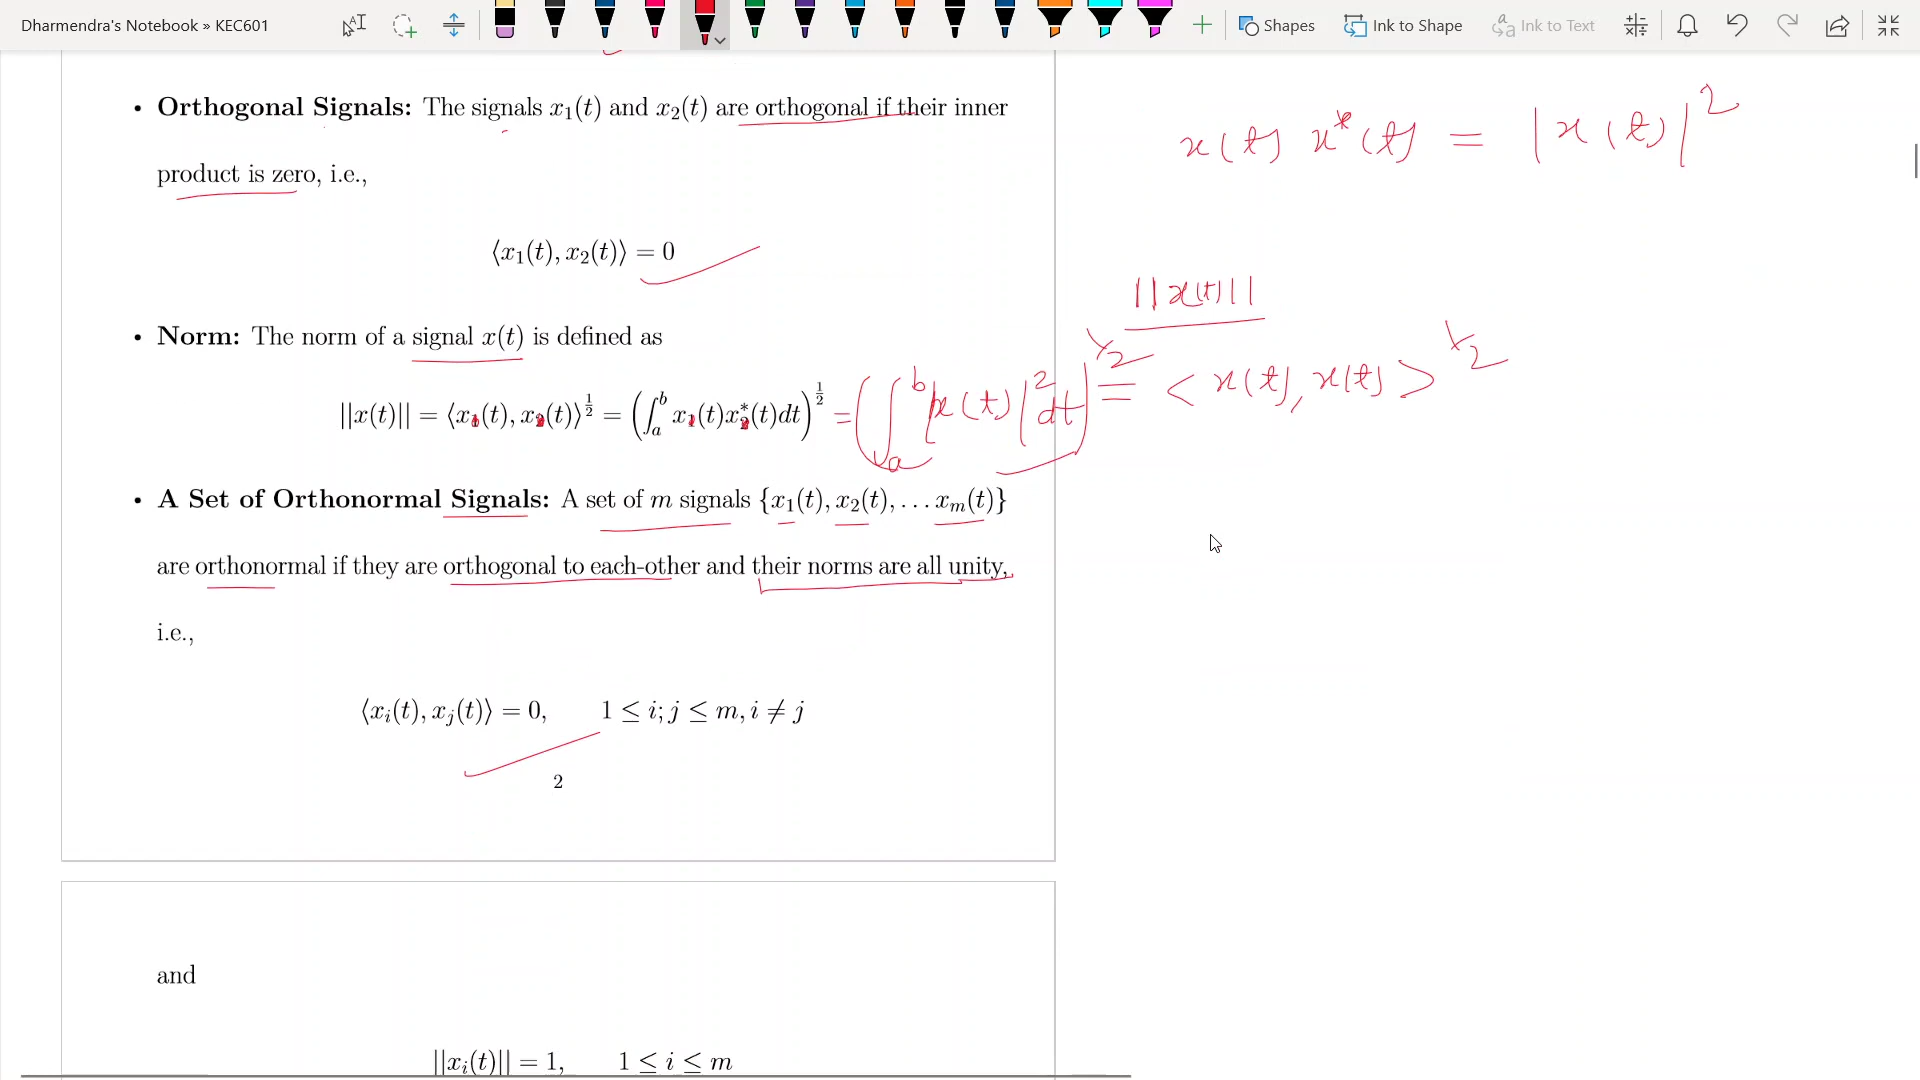 Dharmendra's Notebook » KEC601
Shapes
Ink to Shape
Ink to Text
• Orthogonal Signals: The signals x₁(t) and x₂(t) are orthogonal if their inner
product is zero, i.e.,
⟨x₁(t), x₂(t)⟩ = 0
x(t) x*(t) = |x(t)|²
||x(t)||
• Norm: The norm of a signal x(t) is defined as
||x(t)|| = ⟨x(t), x(t)⟩^½ = (∫ₐᵇ x(t)x*(t)dt)^½ = (∫ₐᵇ |x(t)|² dt)^½ = < x(t), x(t) >^½
• A Set of Orthonormal Signals: A set of m signals {x₁(t), x₂(t), . . . xₘ(t)}
are orthonormal if they are orthogonal to each-other and their norms are all unity,
i.e.,
⟨xᵢ(t), xⱼ(t)⟩ = 0, 1 ≤ i; j ≤ m, i ≠ j
2
and
||xᵢ(t)|| = 1, 1 ≤ i ≤ m